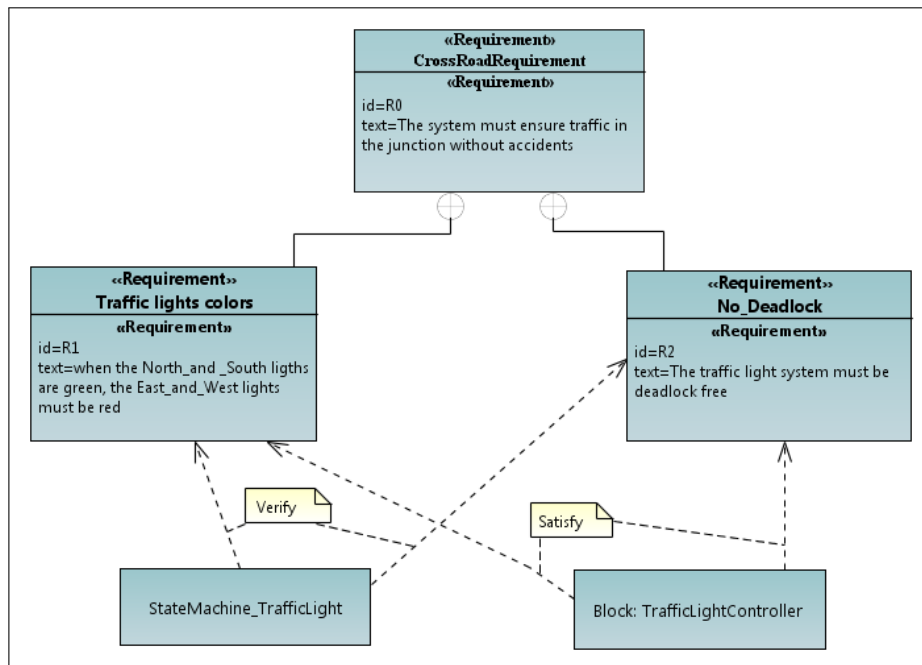 «Requirement»
CrossRoadRequirement
«Requirement»
id=R0
text=The system must ensure traffic in
the junction without accidents
«Requirement»
Traffic lights colors
«Requirement»
id=R1
text=when the North_and _South ligths
are green, the East_and_West lights
must be red
«Requirement»
No_Deadlock
«Requirement»
id=R2
text=The traffic light system must be
deadlock free
Verify
Satisfy
StateMachine_TrafficLight
Block: TrafficLightController